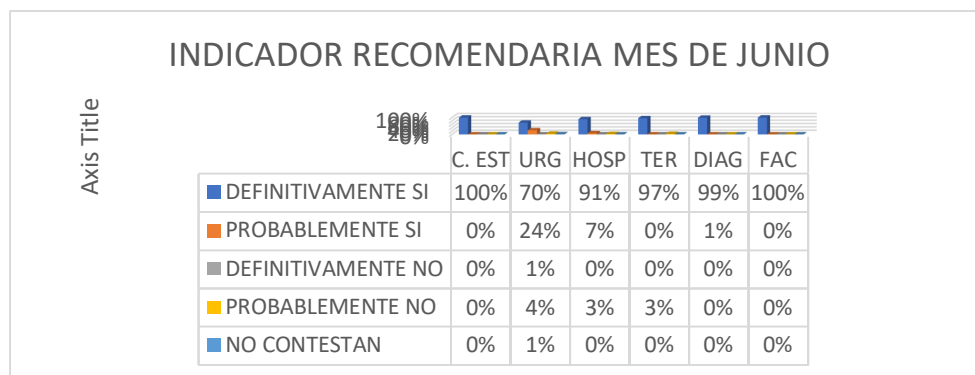 INDICADOR RECOMENDARIA MES DE JUNIO
Axis Title
100%
0%
C. EST URG HOSP TER DIAG FAC
DEFINITIVAMENTE SI 100% 70% 91% 97% 99% 100%
PROBABLEMENTE SI 0% 24% 7% 0% 1% 0%
DEFINITIVAMENTE NO 0% 1% 0% 0% 0% 0%
PROBABLEMENTE NO 0% 4% 3% 3% 0% 0%
NO CONTESTAN 0% 1% 0% 0% 0% 0%